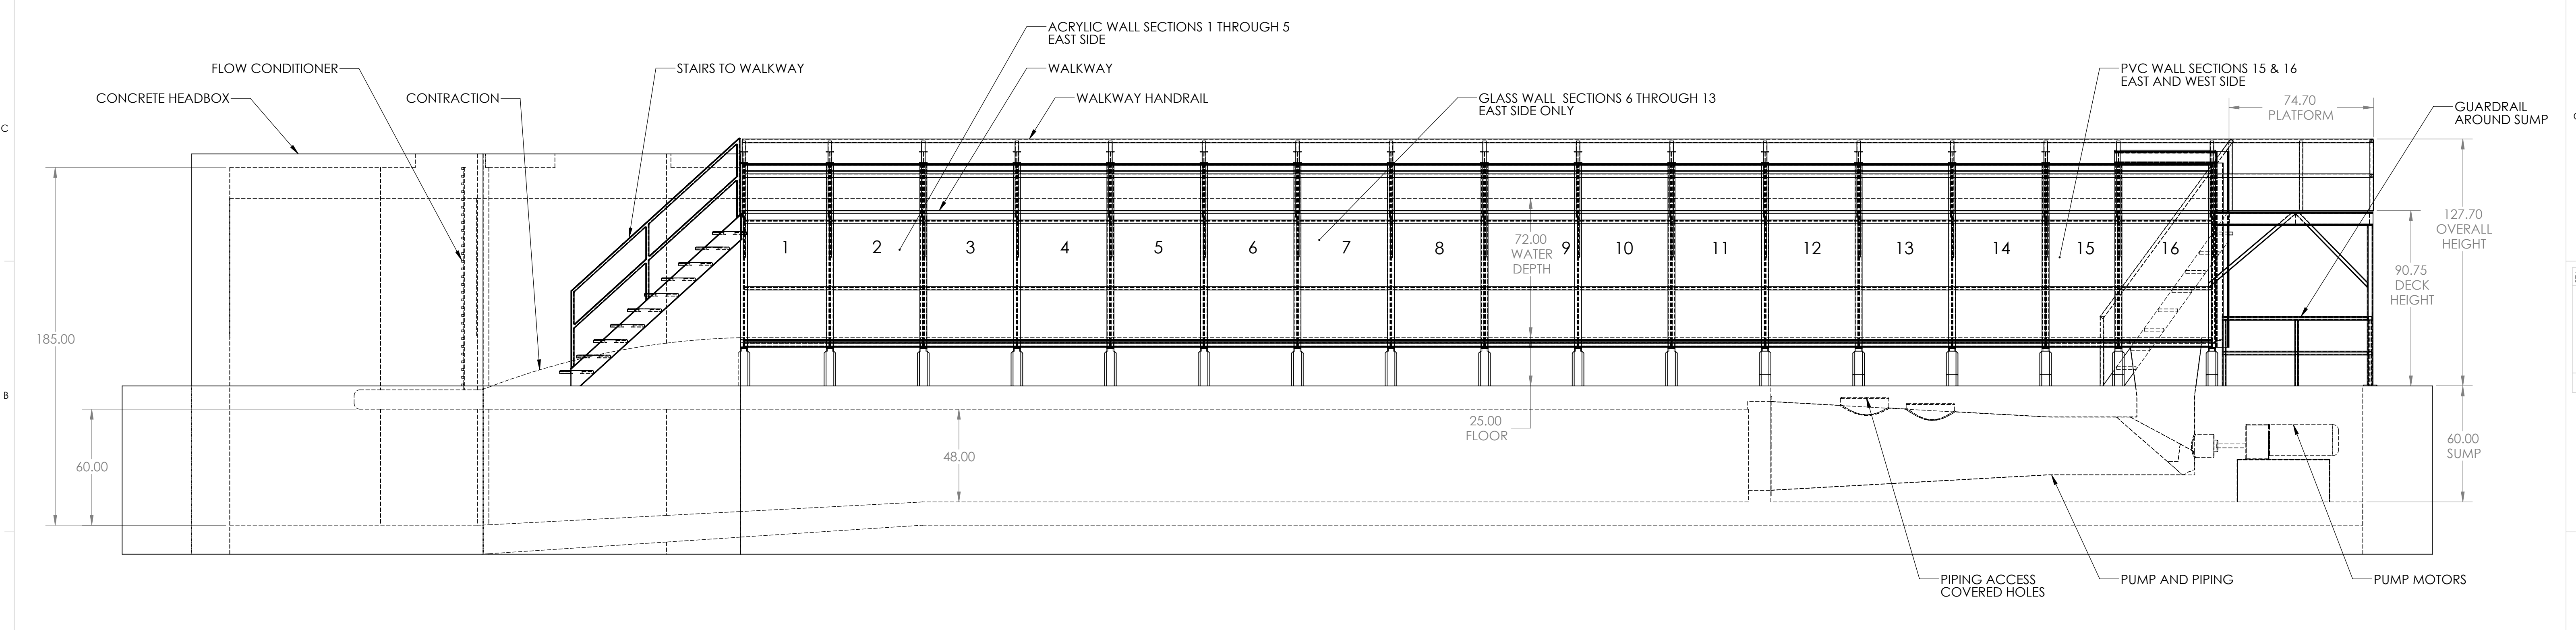 ACRYLIC WALL SECTIONS 1 THROUGH 5
EAST SIDE
FLOW CONDITIONER
STAIRS TO WALKWAY
WALKWAY
PVC WALL SECTIONS 15 & 16
EAST AND WEST SIDE
CONCRETE HEADBOX
CONTRACTION
WALKWAY HANDRAIL
GLASS WALL SECTIONS 6 THROUGH 13
EAST SIDE ONLY
74.70
PLATFORM
GUARDRAIL
AROUND SUMP
C
127.70
OVERALL
HEIGHT
1 2 3 4 5 6 7 8 9 10 11 12 13 14 15 16
72.00
WATER
DEPTH
90.75
DECK
HEIGHT
185.00
B
25.00
FLOOR
60.00
48.00
60.00
SUMP
PIPING ACCESS
COVERED HOLES
PUMP AND PIPING
PUMP MOTORS